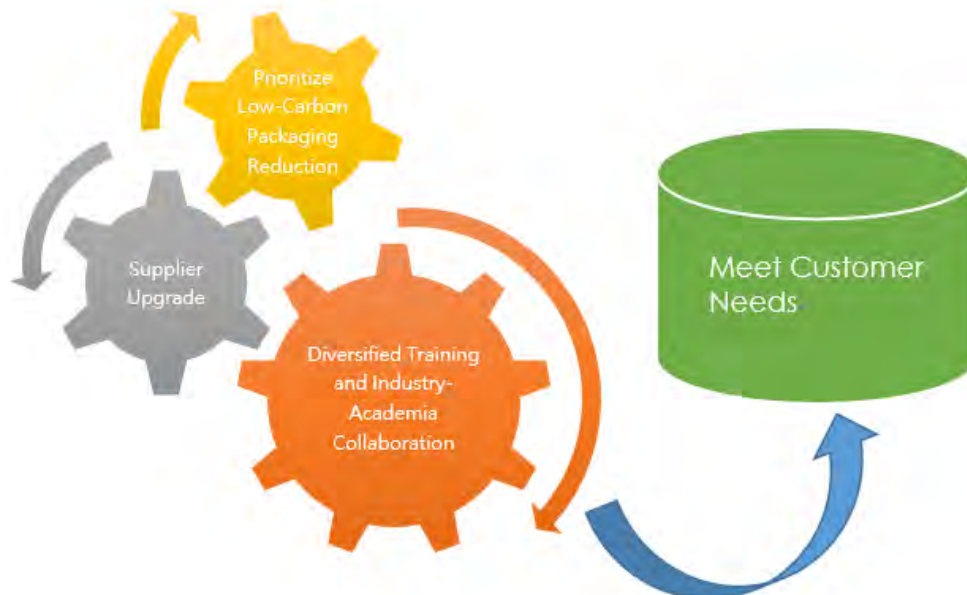 Prioritize
Low-Carbon
Packaging
Reduction
Supplier
Upgrade
Diversified Training
and Industry-
Academia
Collaboration
Meet Customer
Needs